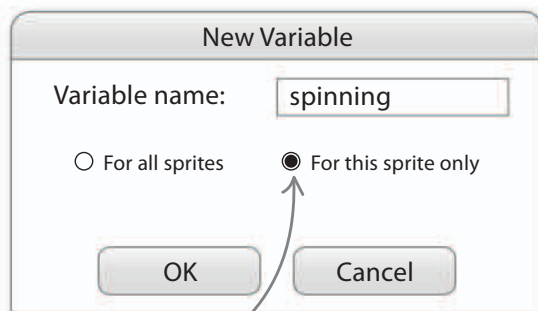 New Variable
Variable name: spinning
For all sprites For this sprite only
OK Cancel